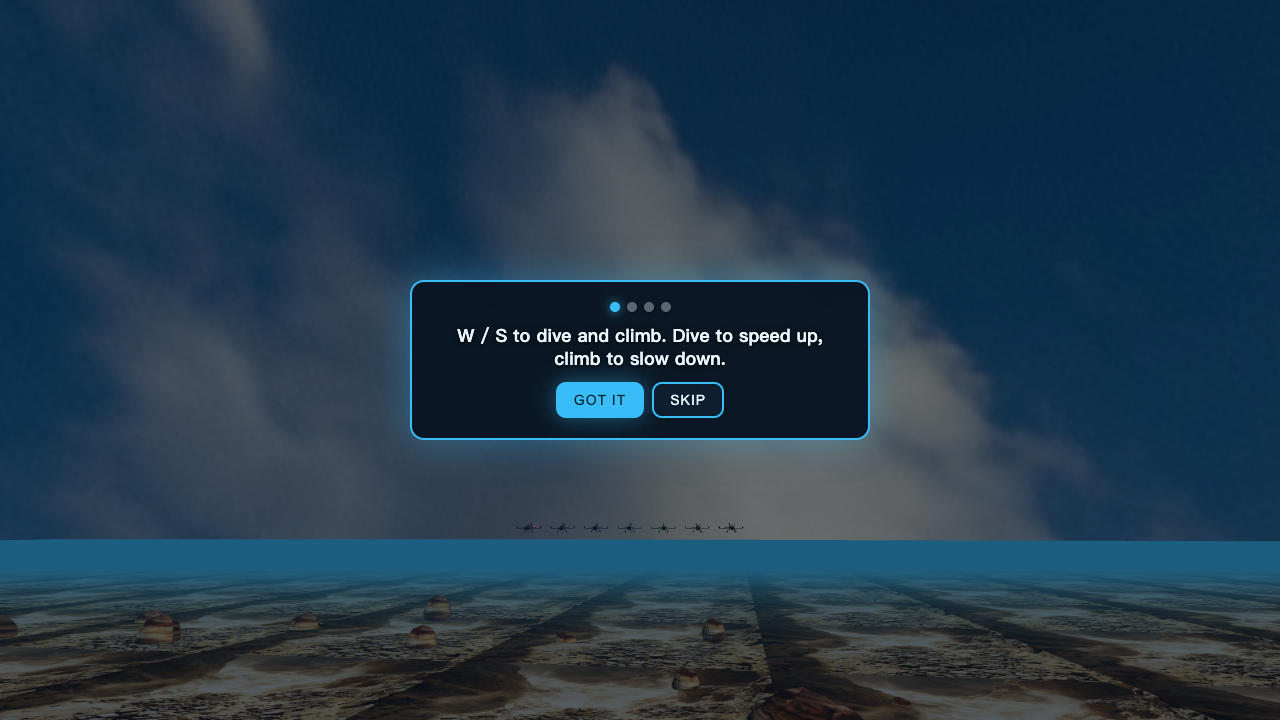 W / S to dive and climb. Dive to speed up,
climb to slow down.
GOT IT
SKIP